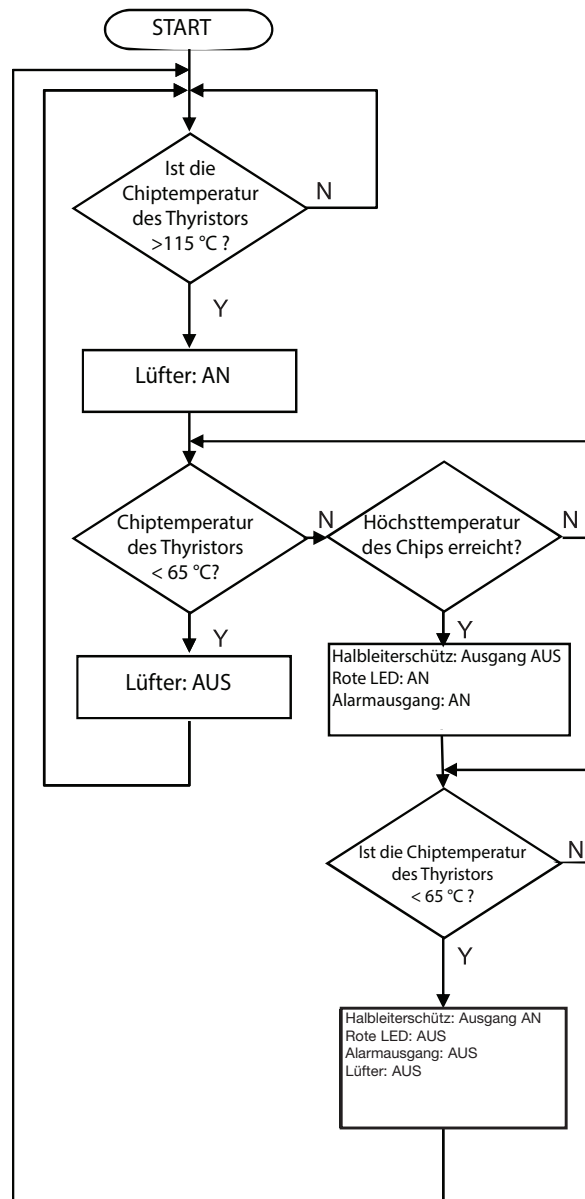 START
Ist die
Chiptemperatur
des Thyristors
>115 °C ?
N
Y
Lüfter: AN
Chiptemperatur
des Thyristors
< 65 °C?
N
Höchsttemperatur
des Chips erreicht?
N
Y
Y
Lüfter: AUS
Halbleiterschütz: Ausgang AUS
Rote LED: AN
Alarmausgang: AN
Ist die Chiptemperatur
des Thyristors
< 65 °C ?
N
Y
Halbleiterschütz: Ausgang AN
Rote LED: AUS
Alarmausgang: AUS
Lüfter: AUS